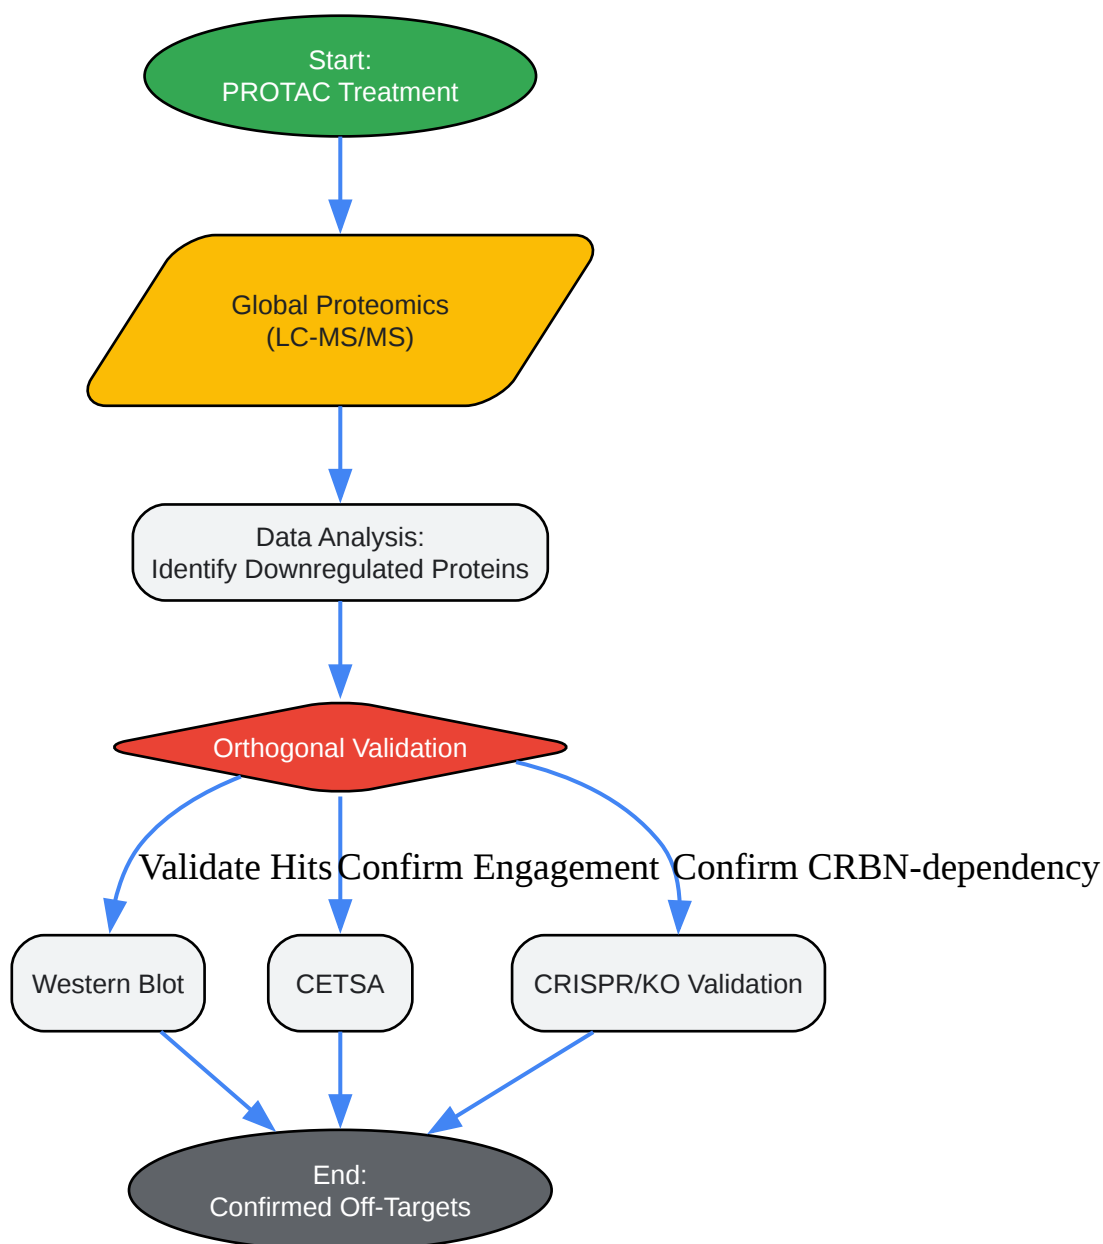 Start:
PROTAC Treatment
Global Proteomics
(LC-MS/MS)
Data Analysis:
Identify Downregulated Proteins
Orthogonal Validation
Validate Hits
Confirm Engagement
Confirm CRBN-dependency
Western Blot
CETSA
CRISPR/KO Validation
End:
Confirmed Off-Targets